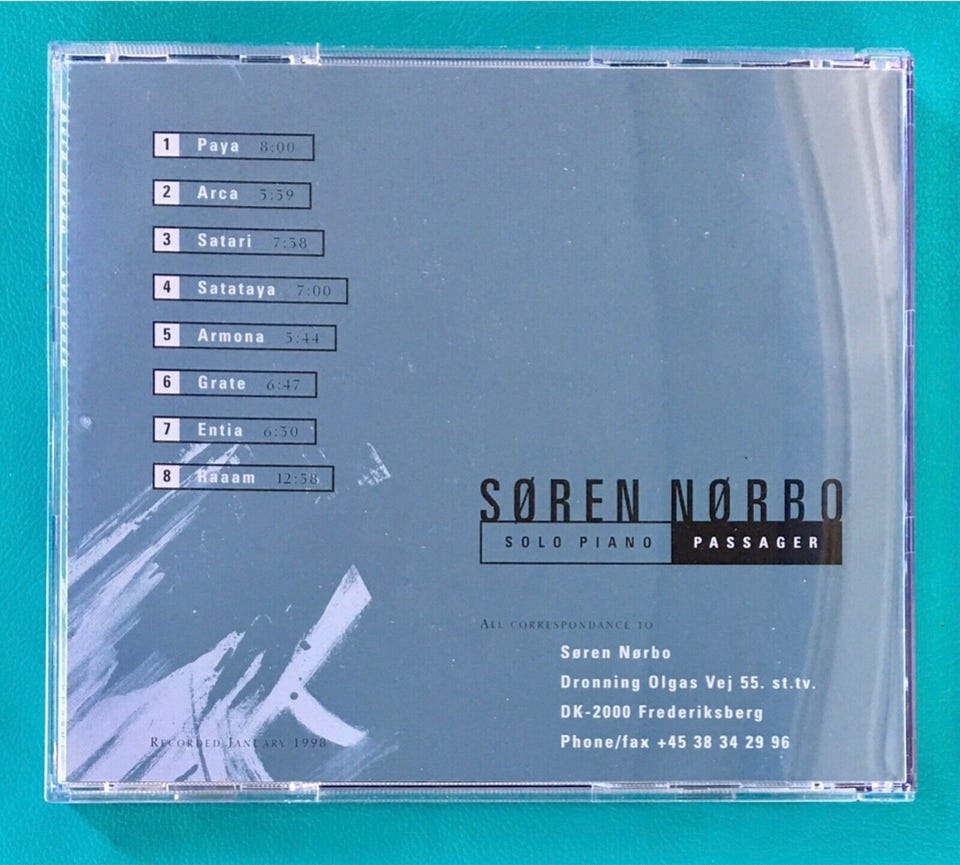 1 Paya 8:00
2 Arca 5:59
3 Satari 7:58
4 Satataya 7:00
5 Armona 5:44
6 Grate 6:47
7 Entia 6:30
8 Raaam 12:58
SØREN NØRBO
SOLO PIANO PASSAGER
ALL CORRESPONDANCE TO
Søren Nørbo
Dronning Olgas Vej 55. st.tv.
DK-2000 Frederiksberg
Phone/fax +45 38 34 29 96
RECORDED JANUARY 1998